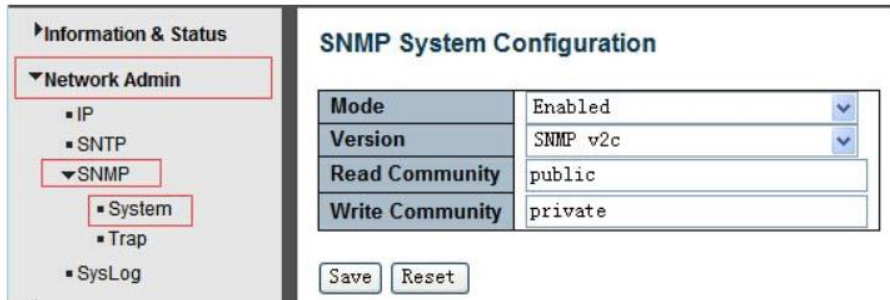 Information & Status
Network Admin
IP
SNTP
SNMP
System
Trap
SysLog
SNMP System Configuration
Mode Enabled
Version SNMP v2c
Read Community public
Write Community private
Save Reset